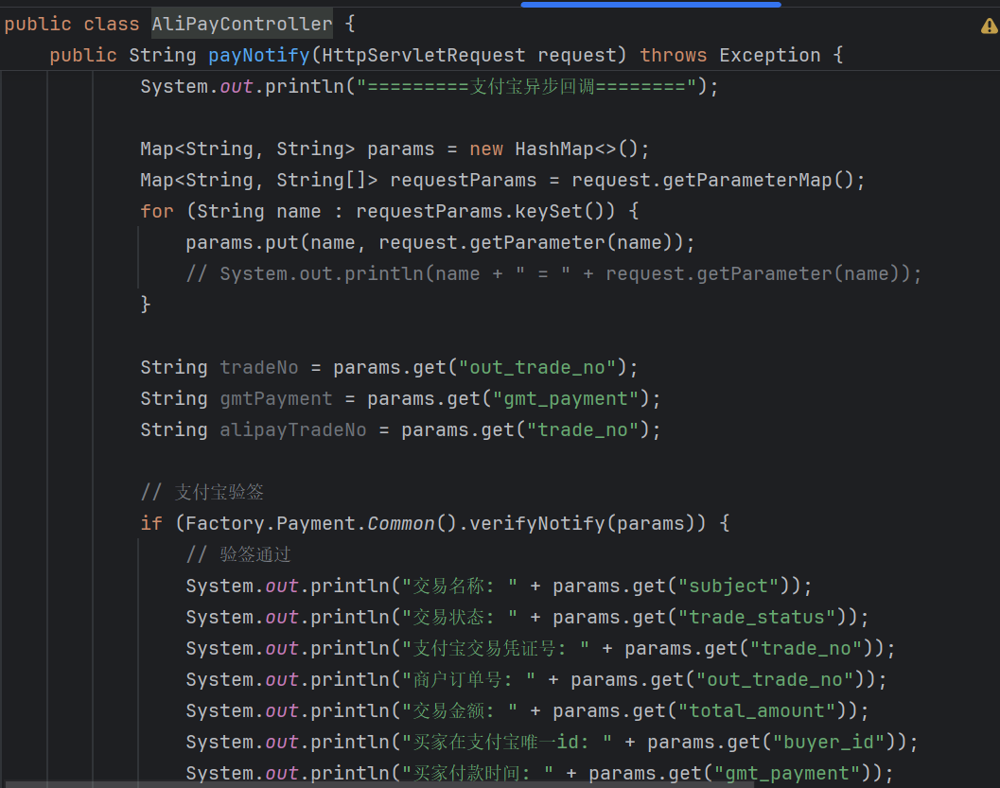 public class AliPayController {
public String payNotify(HttpServletRequest request) throws Exception {
System.out.println("=========支付宝异步回调========");
Map<String, String> params = new HashMap<>();
Map<String, String[]> requestParams = request.getParameterMap();
for (String name : requestParams.keySet()) {
params.put(name, request.getParameter(name));
// System.out.println(name + " = " + request.getParameter(name));
}
String tradeNo = params.get("out_trade_no");
String gmtPayment = params.get("gmt_payment");
String alipayTradeNo = params.get("trade_no");
// 支付宝验签
if (Factory.Payment.Common().verifyNotify(params)) {
// 验签通过
System.out.println("交易名称: " + params.get("subject"));
System.out.println("交易状态: " + params.get("trade_status"));
System.out.println("支付宝交易凭证号: " + params.get("trade_no"));
System.out.println("商户订单号: " + params.get("out_trade_no"));
System.out.println("交易金额: " + params.get("total_amount"));
System.out.println("买家在支付宝唯一id: " + params.get("buyer_id"));
System.out.println("买家付款时间: " + params.get("gmt_payment"));